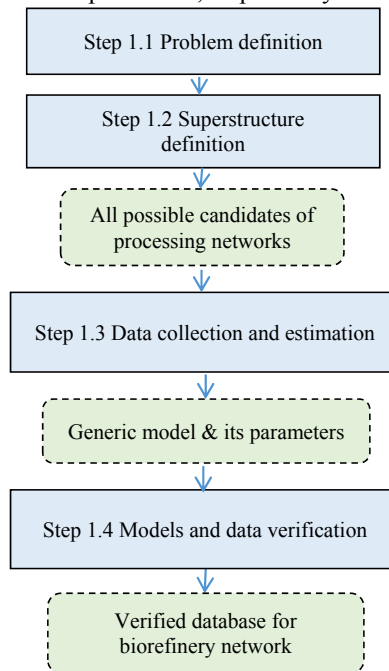 Step 1.1 Problem definition
Step 1.2 Superstructure
definition
All possible candidates of
processing networks
Step 1.3 Data collection and estimation
Generic model & its parameters
Step 1.4 Models and data verification
Verified database for
biorefinery network